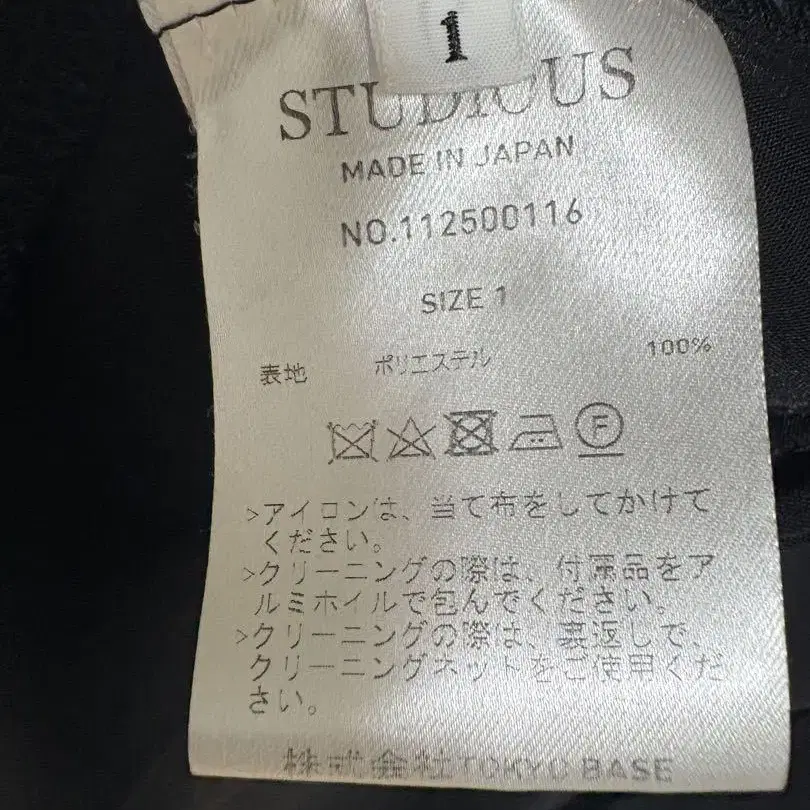 1
STUDIOUS
MADE IN JAPAN
NO.112500116
SIZE 1
表地 ポリエステル 100%
F
>アイロンは、当て布をしてかけて
ください。
>クリーニングの際は、付属品をア
ルミホイルで包んでください。
>クリーニングの際は、裏返しで、
クリーニングネットをご使用くだ
さい。
株式会社TOKYO BASE